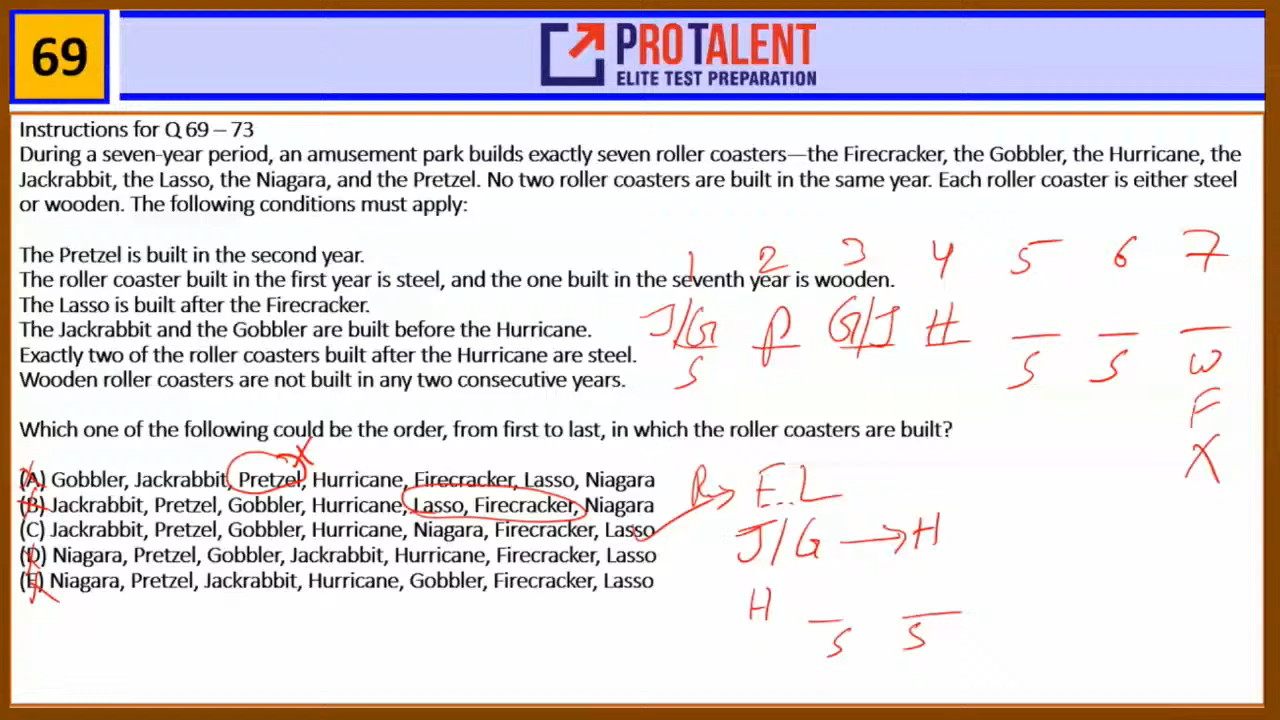 69
PROTALENT
ELITE TEST PREPARATION
Instructions for Q 69 – 73
During a seven-year period, an amusement park builds exactly seven roller coasters—the Firecracker, the Gobbler, the Hurricane, the
Jackrabbit, the Lasso, the Niagara, and the Pretzel. No two roller coasters are built in the same year. Each roller coaster is either steel
or wooden. The following conditions must apply:
The Pretzel is built in the second year.
The roller coaster built in the first year is steel, and the one built in the seventh year is wooden.
The Lasso is built after the Firecracker.
The Jackrabbit and the Gobbler are built before the Hurricane.
Exactly two of the roller coasters built after the Hurricane are steel.
Wooden roller coasters are not built in any two consecutive years.
1 2 3 4 5 6 7
J/G P G/J H
S S S W
F
X
Which one of the following could be the order, from first to last, in which the roller coasters are built?
(A) Gobbler, Jackrabbit, Pretzel, Hurricane, Firecracker, Lasso, Niagara
(B) Jackrabbit, Pretzel, Gobbler, Hurricane, Lasso, Firecracker, Niagara
(C) Jackrabbit, Pretzel, Gobbler, Hurricane, Niagara, Firecracker, Lasso
(D) Niagara, Pretzel, Gobbler, Jackrabbit, Hurricane, Firecracker, Lasso
(E) Niagara, Pretzel, Jackrabbit, Hurricane, Gobbler, Firecracker, Lasso
F...L
J/G → H
H
S S